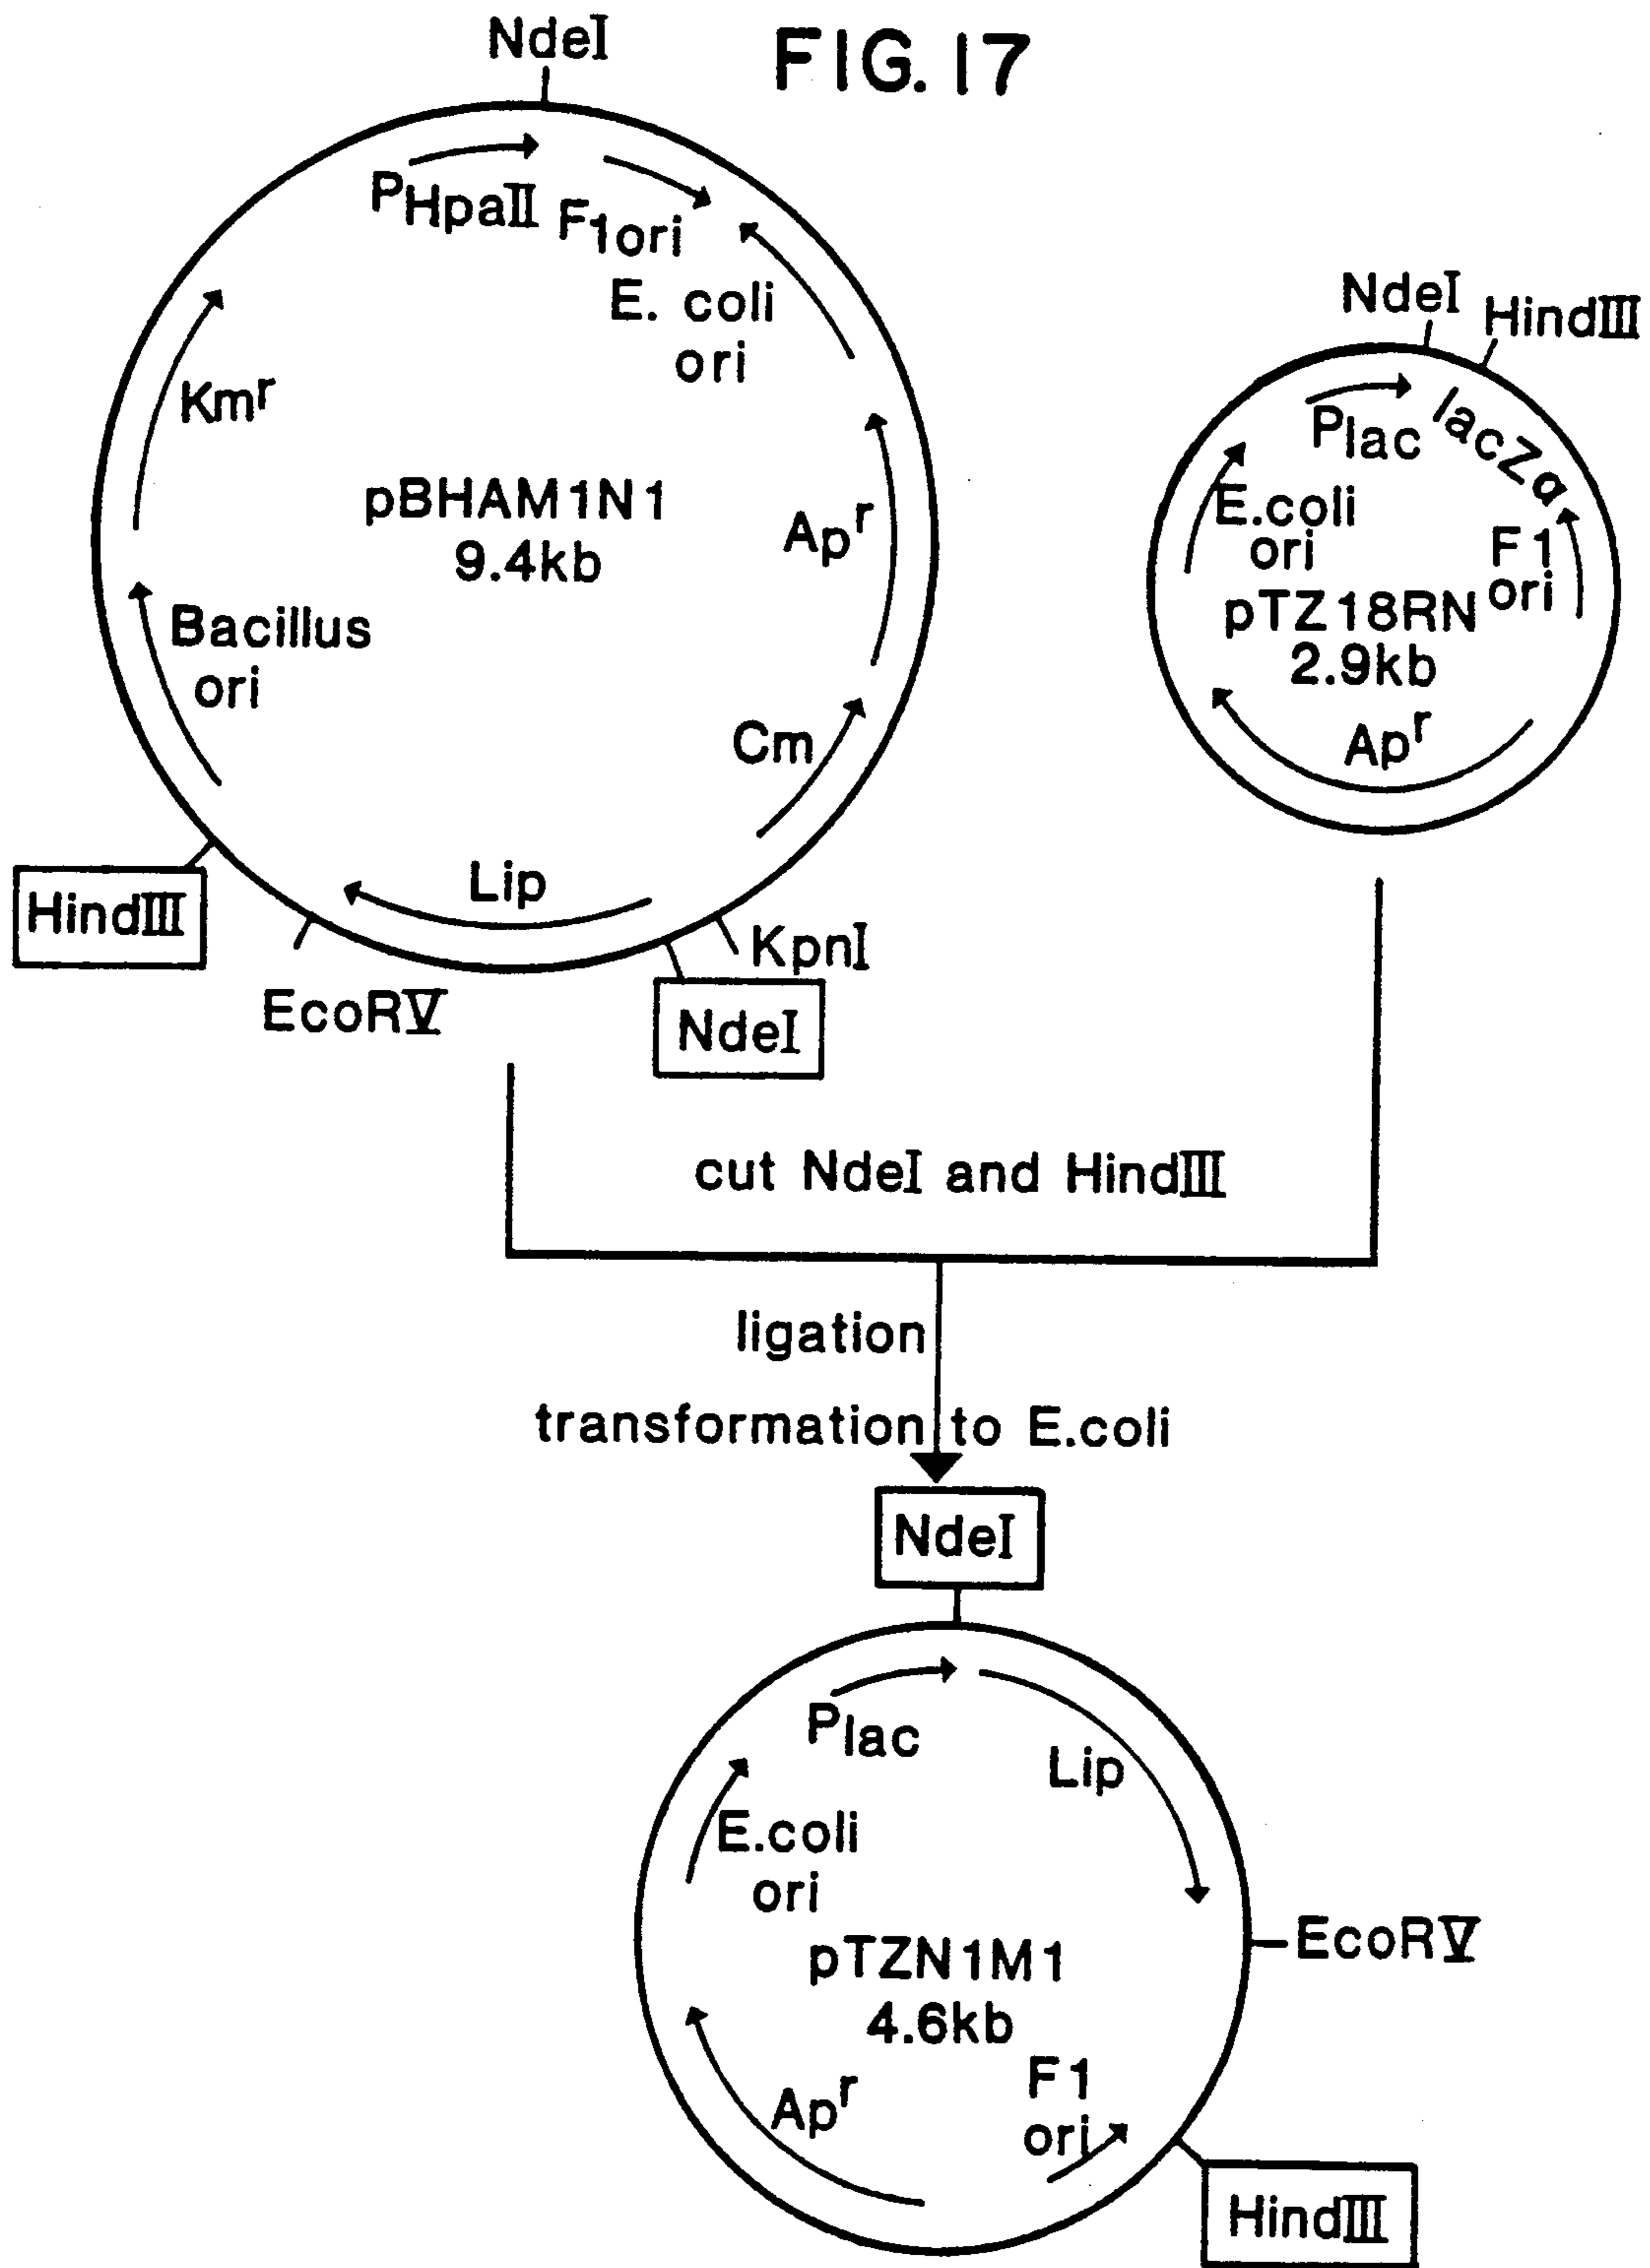 FIG. 17
NdeI
PHpaII
F1ori
E. coli
ori
Kmr
pBHAM1N1
9.4kb
Apr
Bacillus
ori
Cm
Lip
HindIII
EcoRV
KpnI
NdeI
NdeI
HindIII
Plac
lacZα
E.coli
ori
F1
ori
pTZ18RN
2.9kb
Apr
cut NdeI and HindIII
ligation
transformation to E.coli
NdeI
Plac
Lip
E.coli
ori
EcoRV
pTZN1M1
4.6kb
F1
ori
Apr
HindIII